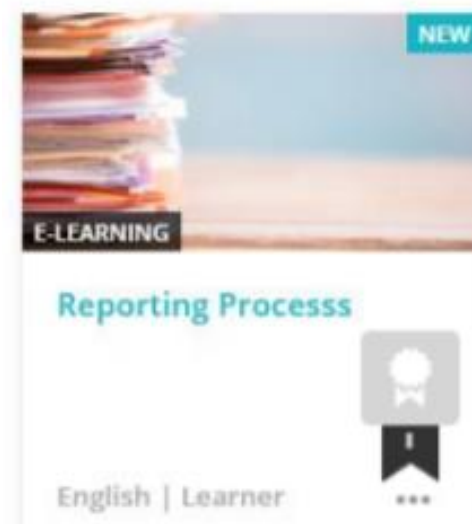 NEW
E-LEARNING
Reporting Processs
I
English | Learner